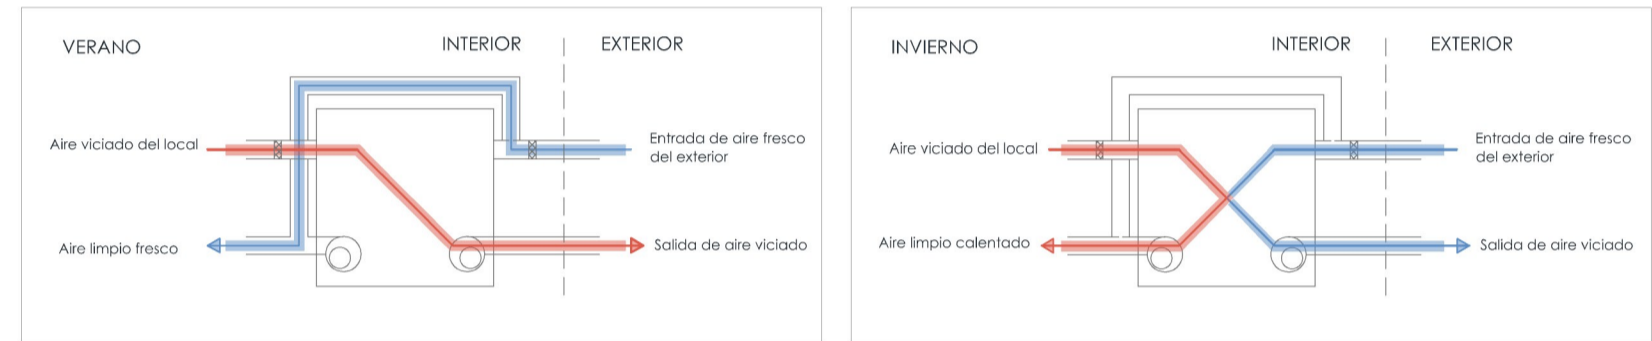 VERANO
INTERIOR
EXTERIOR
Aire viciado del local
Entrada de aire fresco
del exterior
Aire limpio fresco
Salida de aire viciado
INVIERNO
INTERIOR
EXTERIOR
Aire viciado del local
Entrada de aire fresco
del exterior
Aire limpio calentado
Salida de aire viciado